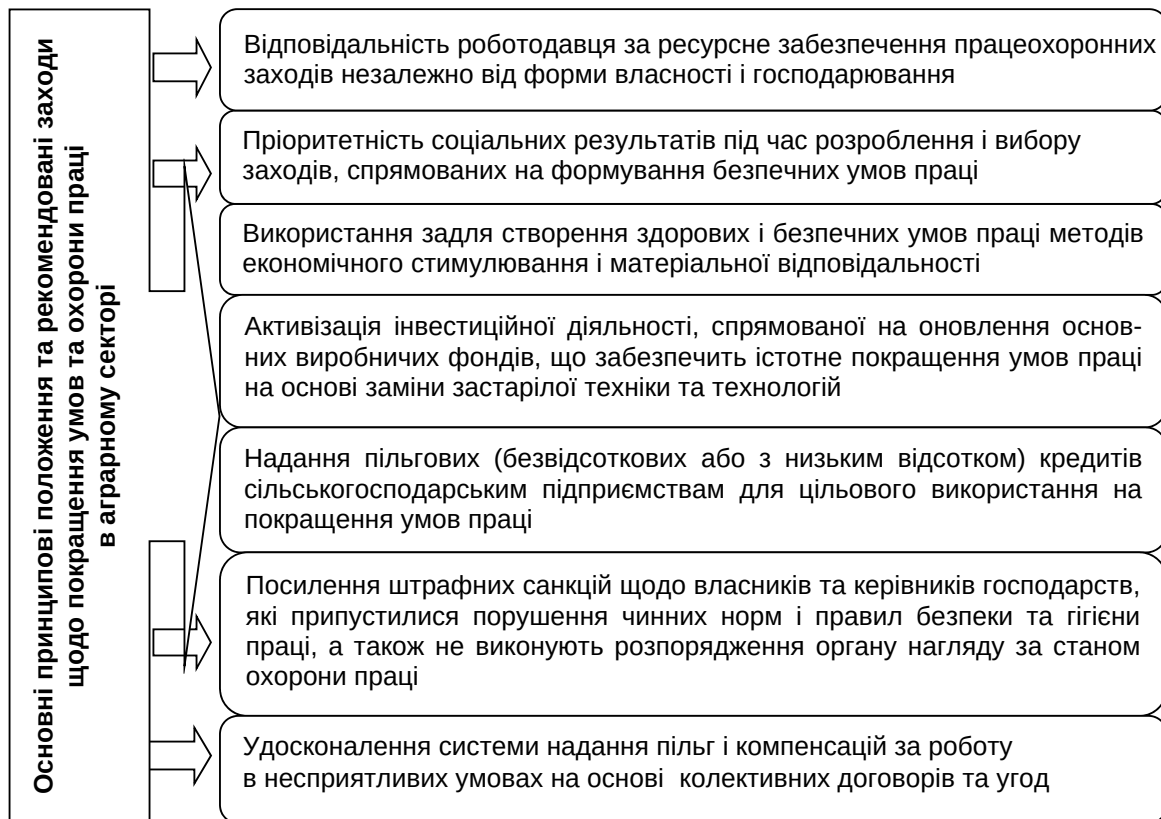 Основні принципові положення та рекомендовані заходи
щодо покращення умов та охорони праці
в аграрному секторі
Відповідальність роботодавця за ресурсне забезпечення працеохоронних
заходів незалежно від форми власності і господарювання
Пріоритетність соціальних результатів під час розроблення і вибору
заходів, спрямованих на формування безпечних умов праці
Використання задля створення здорових і безпечних умов праці методів
економічного стимулювання і матеріальної відповідальності
Активізація інвестиційної діяльності, спрямованої на оновлення основ-
них виробничих фондів, що забезпечить істотне покращення умов праці
на основі заміни застарілої техніки та технологій
Надання пільгових (безвідсоткових або з низьким відсотком) кредитів
сільськогосподарським підприємствам для цільового використання на
покращення умов праці
Посилення штрафних санкцій щодо власників та керівників господарств,
які припустилися порушення чинних норм і правил безпеки та гігієни
праці, а також не виконують розпорядження органу нагляду за станом
охорони праці
Удосконалення системи надання пільг і компенсацій за роботу
в несприятливих умовах на основі колективних договорів та угод